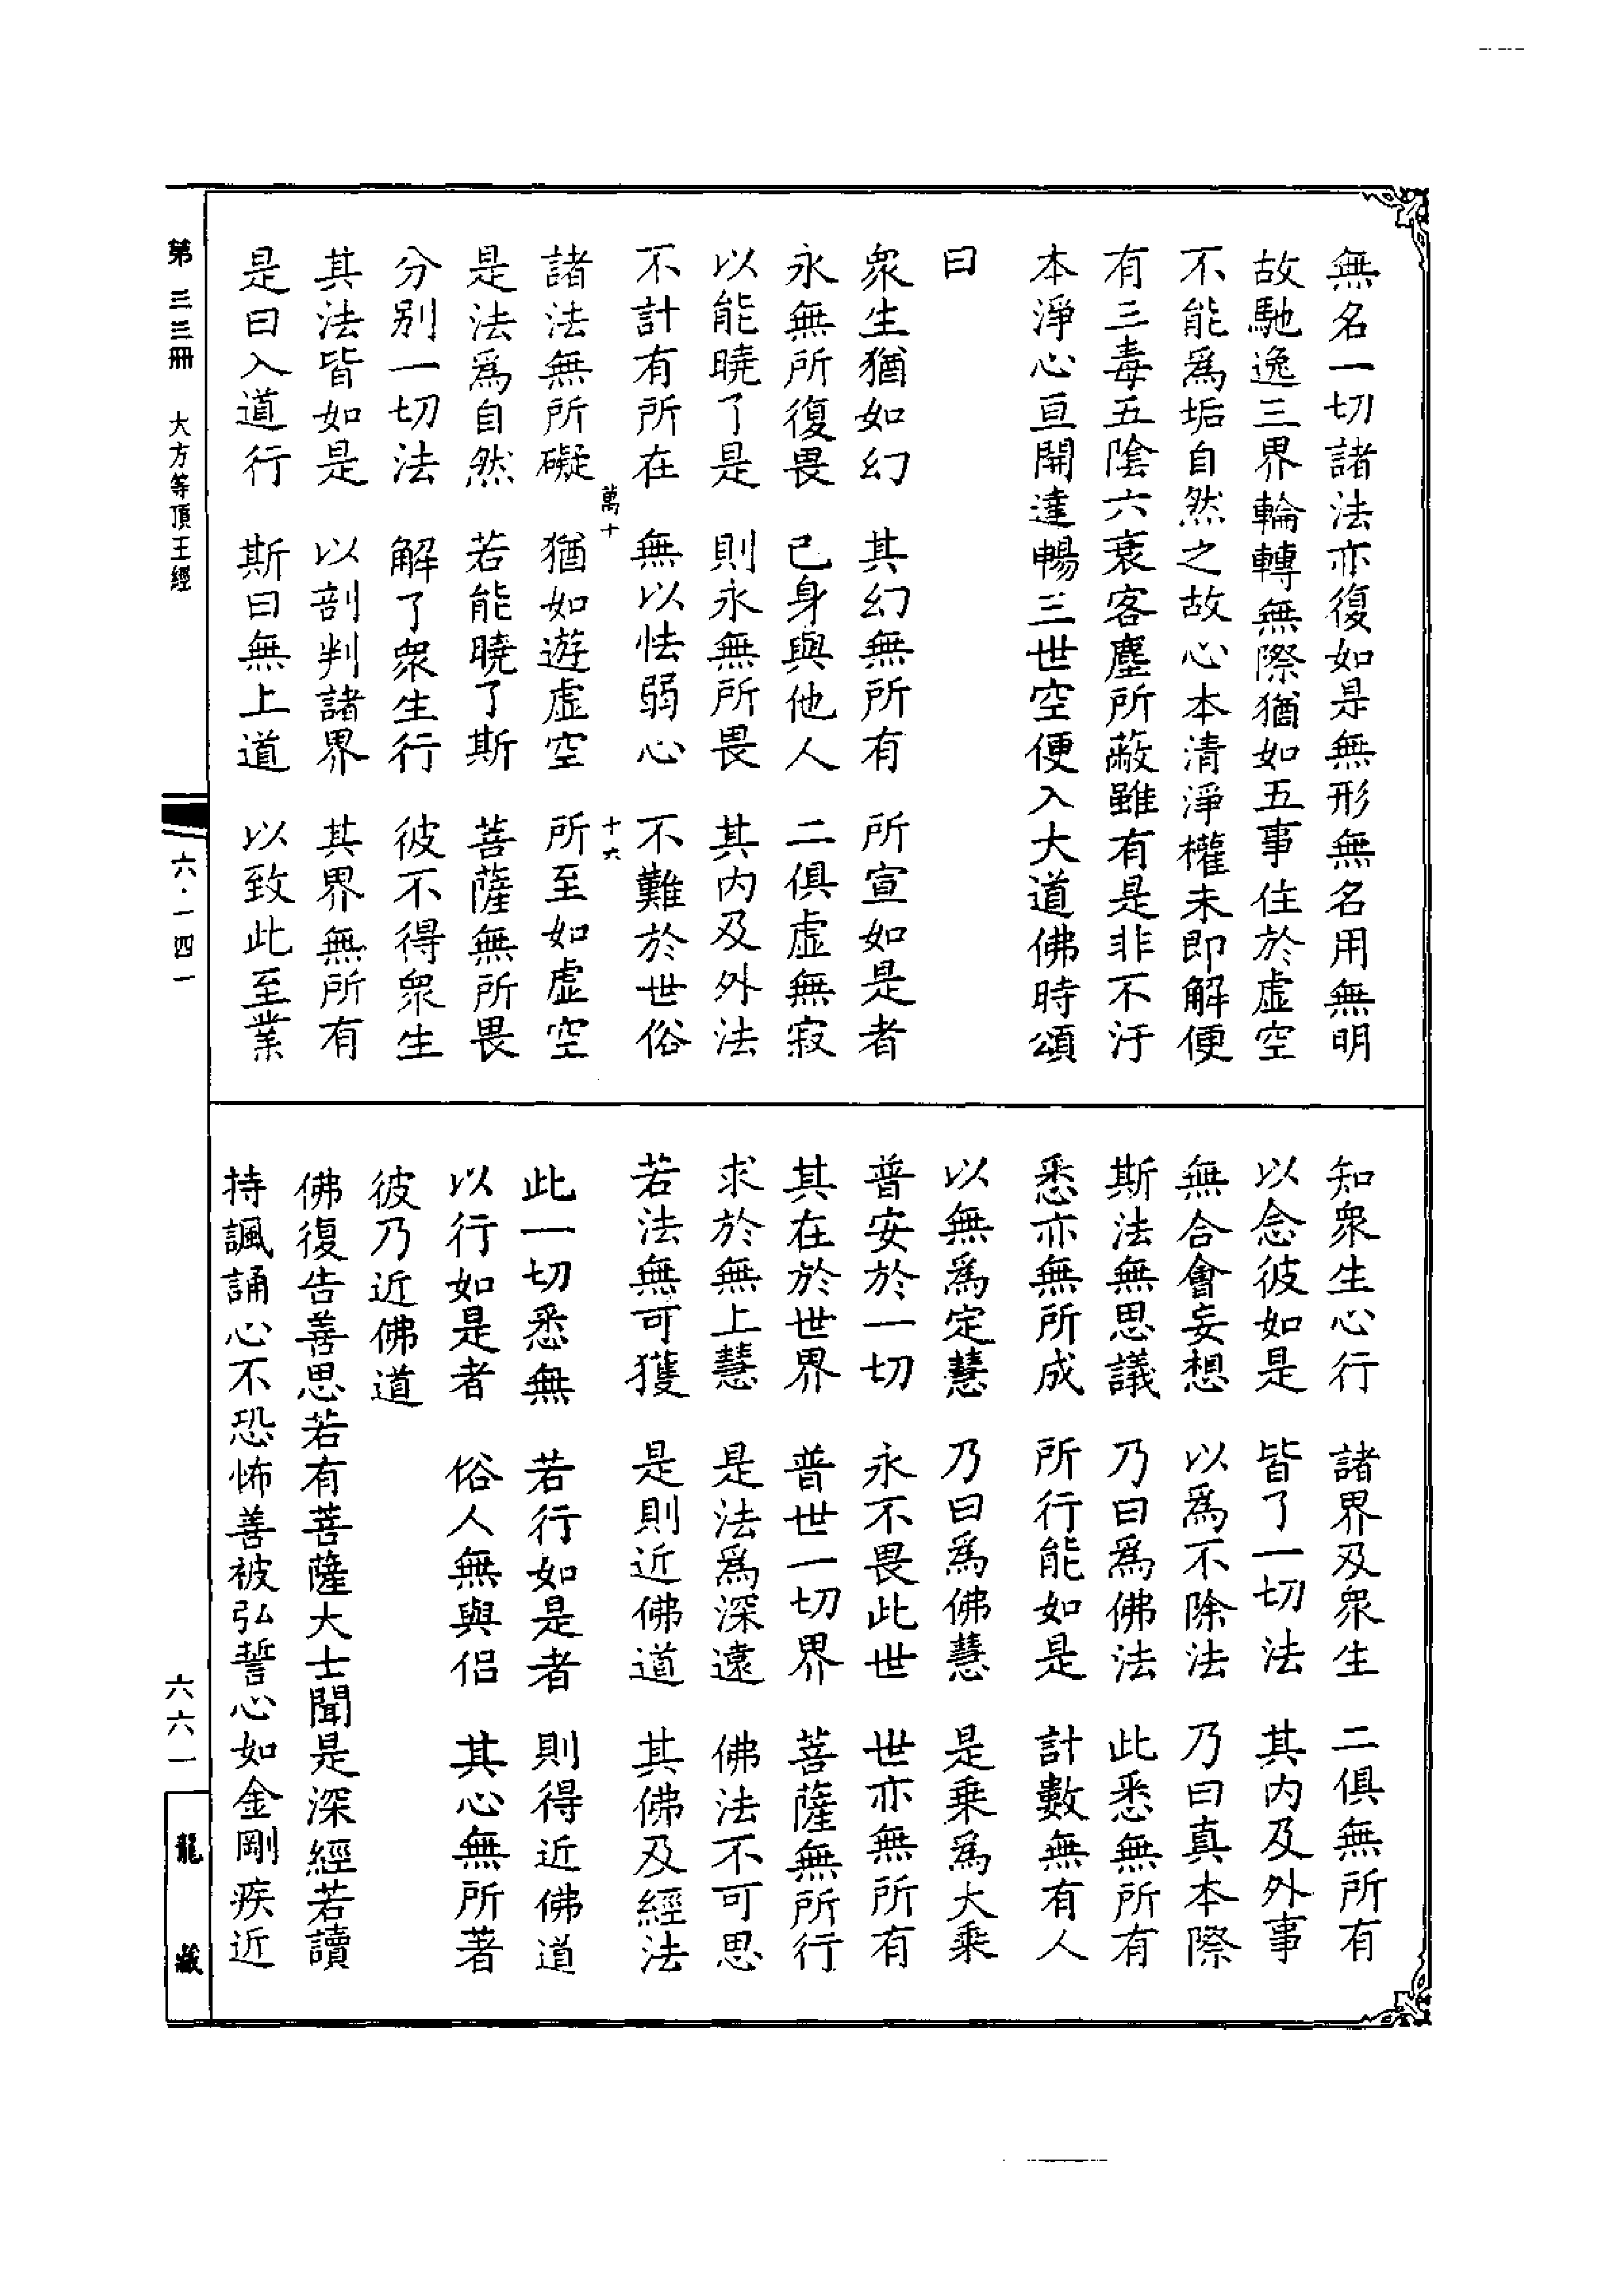 無名一切諸法亦復如是無形無名用無明
故馳逸三界輪轉無際猶如五事住於虛空
不能爲垢自然之故心本清淨權未即解便
有三毒五陰六衰客塵所蔽雖有是非不汙
本淨心亘開達暢三世空便入大道佛時頌
曰
衆生猶如幻　其幻無所有　所宣如是者
永無所復畏　已身與他人　二俱虛無寂
以能曉了是　則永無所畏　其内及外法
不計有所在　無以怯弱心　不難於世俗
萬十　十六
諸法無所礙　猶如遊虛空　所至如虛空
是法爲自然　若能曉了斯　菩薩無所畏
分别一切法　解了衆生行　彼不得衆生
其法皆如是　以剖判諸界　其界無所有
是曰入道行　斯曰無上道　以致此至業
知衆生心行　諸界及衆生　二俱無所有
以念彼如是　皆了一切法　其内及外事
無合會妄想　以爲不除法　乃曰真本際
斯法無思議　乃曰爲佛法　此悉無所有
悉亦無所成　所行能如是　計數無有人
以無爲定慧　乃曰爲佛慧　是乗爲大乗
普安於一切　永不畏此世　世亦無所有
其在於世界　普世一切界　菩薩無所行
求於無上慧　是法爲深遠　佛法不可思
若法無可獲　是則近佛道　其佛及經法
此一切悉無　若行如是者　則得近佛道
以行如是者　俗人無與侣　其心無所著
彼乃近佛道
佛復告善思若有菩薩大士聞是深經若讀
持諷誦心不恐怖善被弘誓心如金剛疾近
第三三冊　大方等頂王經　六·一四一　六六一　龍藏